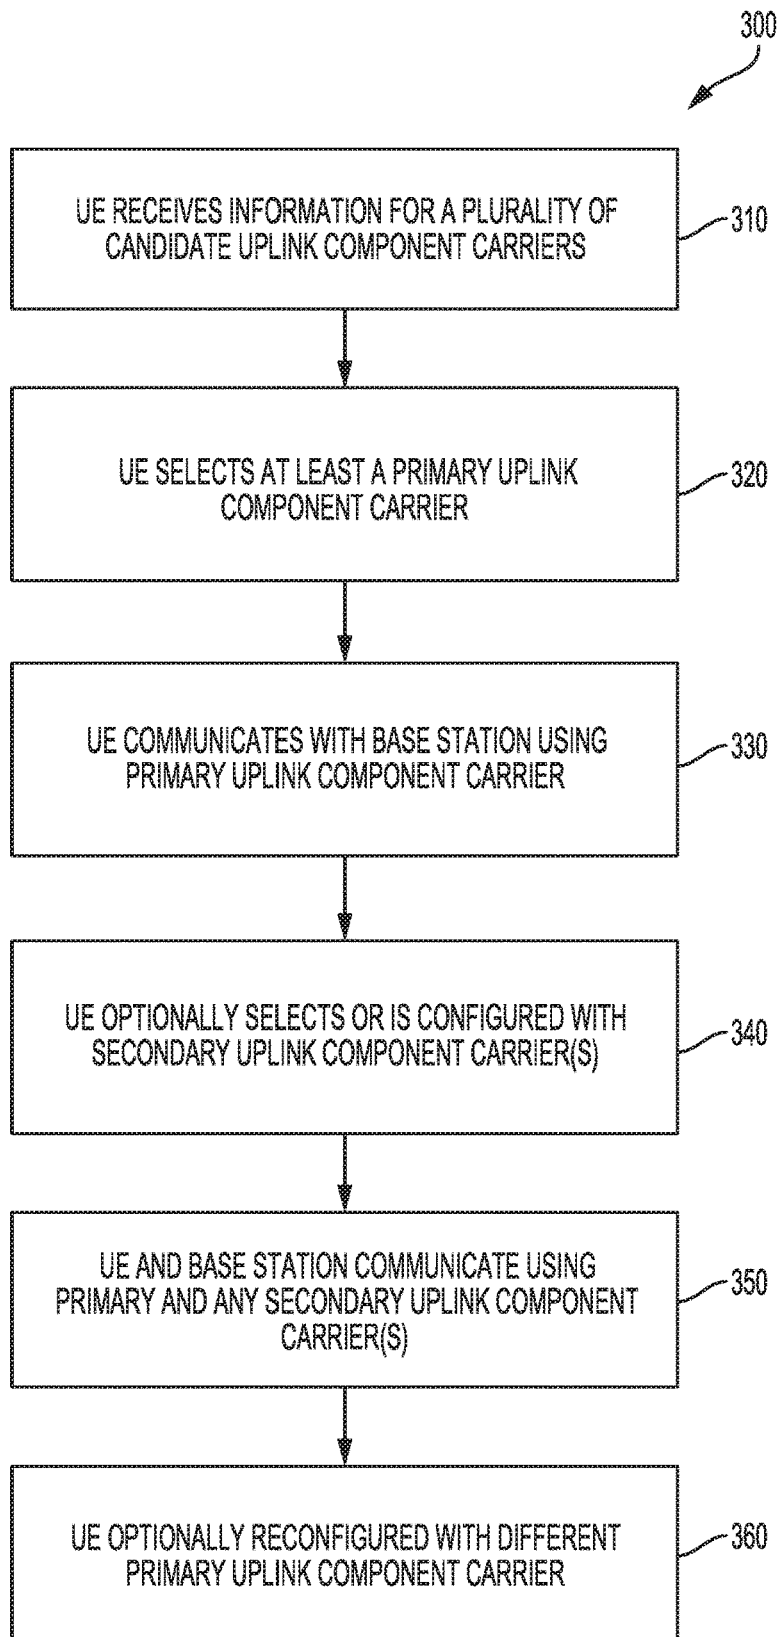 300
UE RECEIVES INFORMATION FOR A PLURALITY OF
CANDIDATE UPLINK COMPONENT CARRIERS
310
UE SELECTS AT LEAST A PRIMARY UPLINK
COMPONENT CARRIER
320
UE COMMUNICATES WITH BASE STATION USING
PRIMARY UPLINK COMPONENT CARRIER
330
UE OPTIONALLY SELECTS OR IS CONFIGURED WITH
SECONDARY UPLINK COMPONENT CARRIER(S)
340
UE AND BASE STATION COMMUNICATE USING
PRIMARY AND ANY SECONDARY UPLINK COMPONENT
CARRIER(S)
350
UE OPTIONALLY RECONFIGURED WITH DIFFERENT
PRIMARY UPLINK COMPONENT CARRIER
360